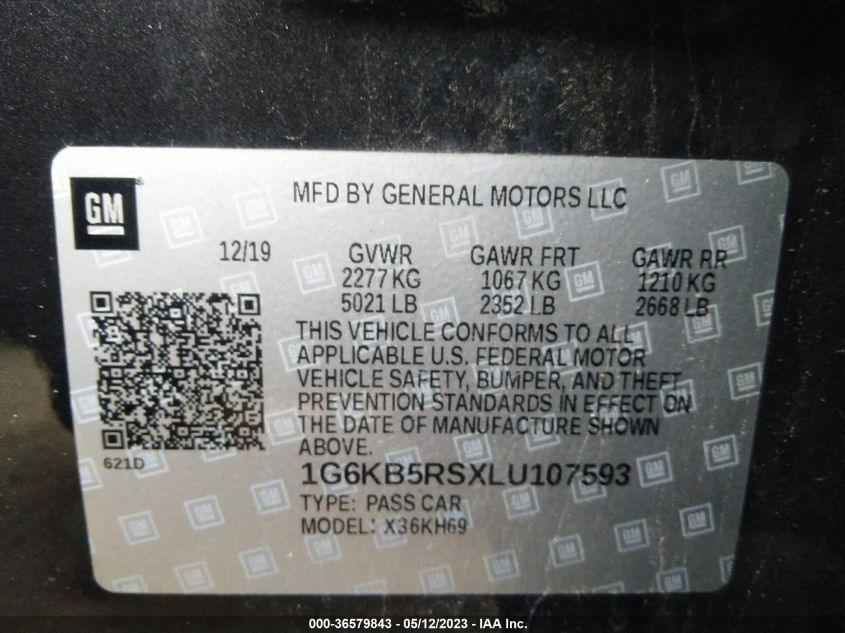 GM
MFD BY GENERAL MOTORS LLC
12/19 GVWR GAWR FRT GAWR RR
2277 KG 1067 KG 1210 KG
5021 LB 2352 LB 2668 LB
THIS VEHICLE CONFORMS TO ALL
APPLICABLE U.S. FEDERAL MOTOR
VEHICLE SAFETY, BUMPER, AND THEFT
PREVENTION STANDARDS IN EFFECT ON
THE DATE OF MANUFACTURE SHOWN
ABOVE.
621D
1G6KB5RSXLU107593
TYPE: PASS CAR
MODEL: X36KH69
000-36579843 - 05/12/2023 - IAA Inc.